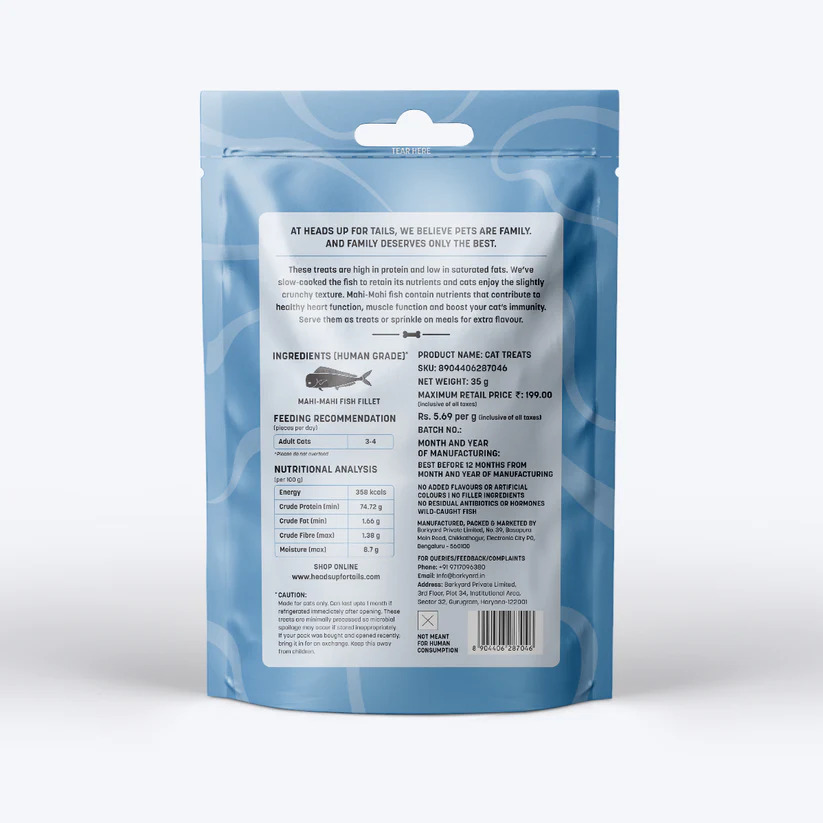 TEAR HERE
AT HEADS UP FOR TAILS, WE BELIEVE PETS ARE FAMILY.
AND FAMILY DESERVES ONLY THE BEST.
These treats are high in protein and low in saturated fats. We've
slow-cooked the fish to retain its nutrients and cats enjoy the slightly
crunchy texture. Mahi-Mahi fish contain nutrients that contribute to
healthy heart function, muscle function and boost your cat's immunity.
Serve them as treats or sprinkle on meals for extra flavour.
INGREDIENTS (HUMAN GRADE)*
MAHI-MAHI FISH FILLET
FEEDING RECOMMENDATION
(pieces per day)
Adult Cats 3-4
*Please do not overfeed
NUTRITIONAL ANALYSIS
(per 100 g)
Energy 358 kcals
Crude Protein (min) 74.72 g
Crude Fat (min) 1.66 g
Crude Fibre (max) 1.38 g
Moisture (max) 8.7 g
SHOP ONLINE
www.headsupfortails.com
*CAUTION:
Made for cats only. Can last upto 1 month if
refrigerated immediately after opening. These
treats are minimally processed so microbial
spoilage may occur if stored inappropriately.
If your pack was bought and opened recently,
bring it in for an exchange. Keep this away
from children.
PRODUCT NAME: CAT TREATS
SKU: 8904406287046
NET WEIGHT: 35 g
MAXIMUM RETAIL PRICE ₹: 199.00
(inclusive of all taxes)
Rs. 5.69 per g (inclusive of all taxes)
BATCH NO.:
MONTH AND YEAR
OF MANUFACTURING:
BEST BEFORE 12 MONTHS FROM
MONTH AND YEAR OF MANUFACTURING
NO ADDED FLAVOURS OR ARTIFICIAL
COLOURS | NO FILLER INGREDIENTS
NO RESIDUAL ANTIBIOTICS OR HORMONES
WILD-CAUGHT FISH
MANUFACTURED, PACKED & MARKETED BY
Barkyard Private Limited, No. 39, Basapura
Main Road, Chikkathogur, Electronic City PO,
Bengaluru - 560100
FOR QUERIES/FEEDBACK/COMPLAINTS
Phone: +91 9717096380
Email: info@barkyard.in
Address: Barkyard Private Limited,
3rd Floor, Plot 34, Institutional Area,
Sector 32, Gurugram, Haryana-122001
NOT MEANT
FOR HUMAN
CONSUMPTION
8 904406 287046